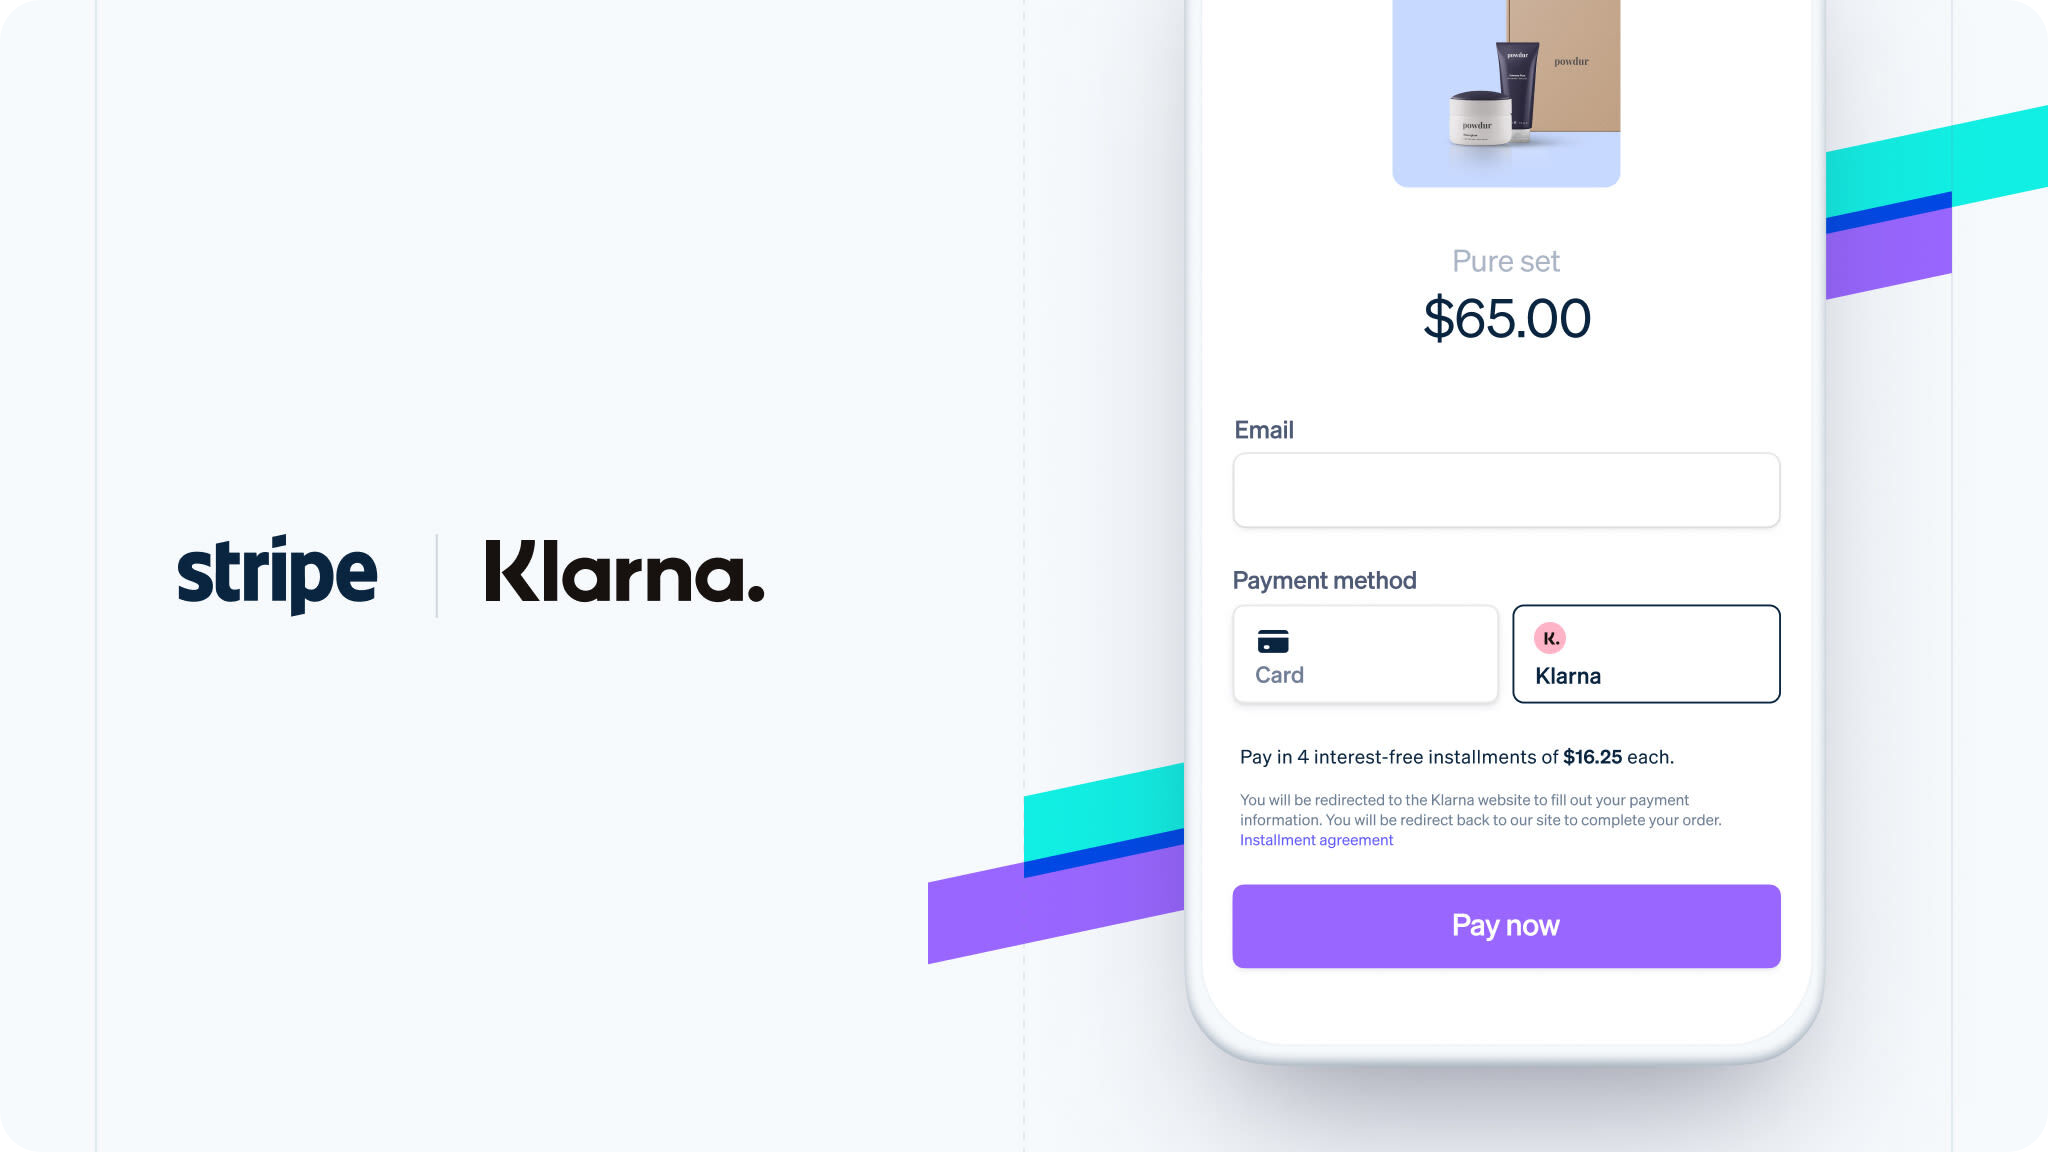 stripe
Klarna.
powdur
powdur
powdur
Pure set
$65.00
Email
Payment method
Card
K.
Klarna
Pay in 4 interest-free installments of $16.25 each.
You will be redirected to the Klarna website to fill out your payment
information. You will be redirect back to our site to complete your order.
Installment agreement
Pay now